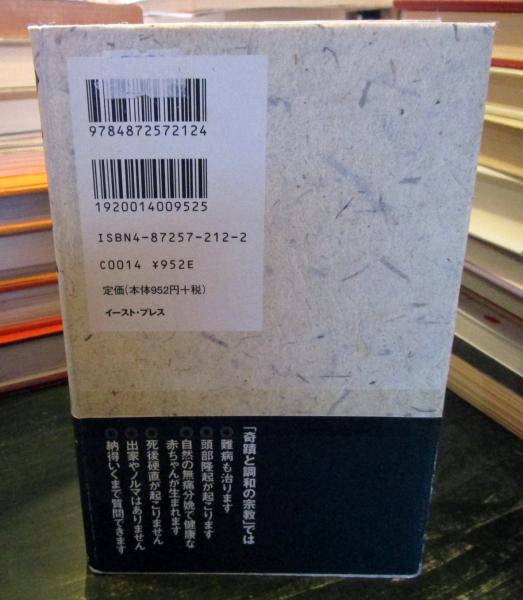 9784872572124
1920014009525
ISBN4-87257-212-2
C0014 ¥952E
定価(本体952円+税)
イースト・プレス
「奇蹟と調和の宗教」では
●難病も治ります
●頭部隆起が起こります
●自然の無痛分娩で健康な
赤ちゃんが生まれます
●死後硬直が起こりません
●出家やノルマはありません
●納得いくまで質問できます